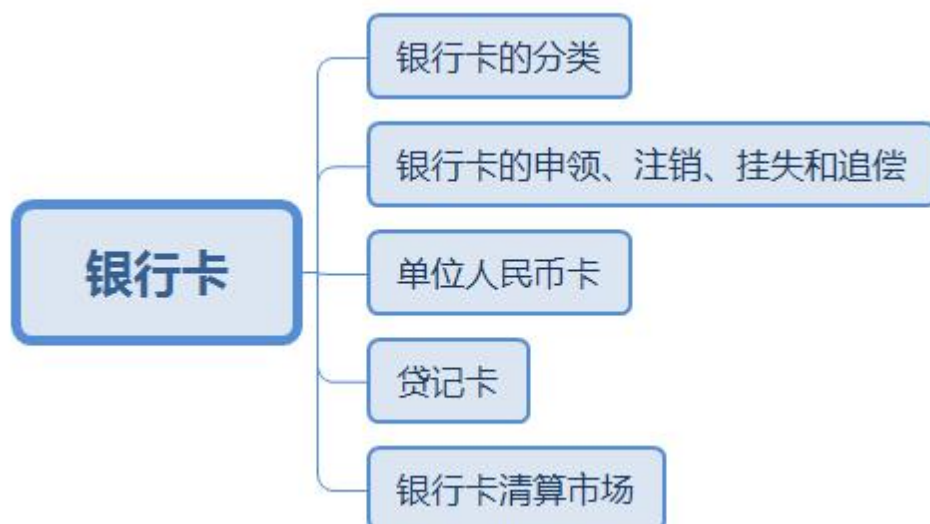 银行卡的分类
银行卡的申领、注销、挂失和追偿
银行卡
单位人民币卡
贷记卡
银行卡清算市场